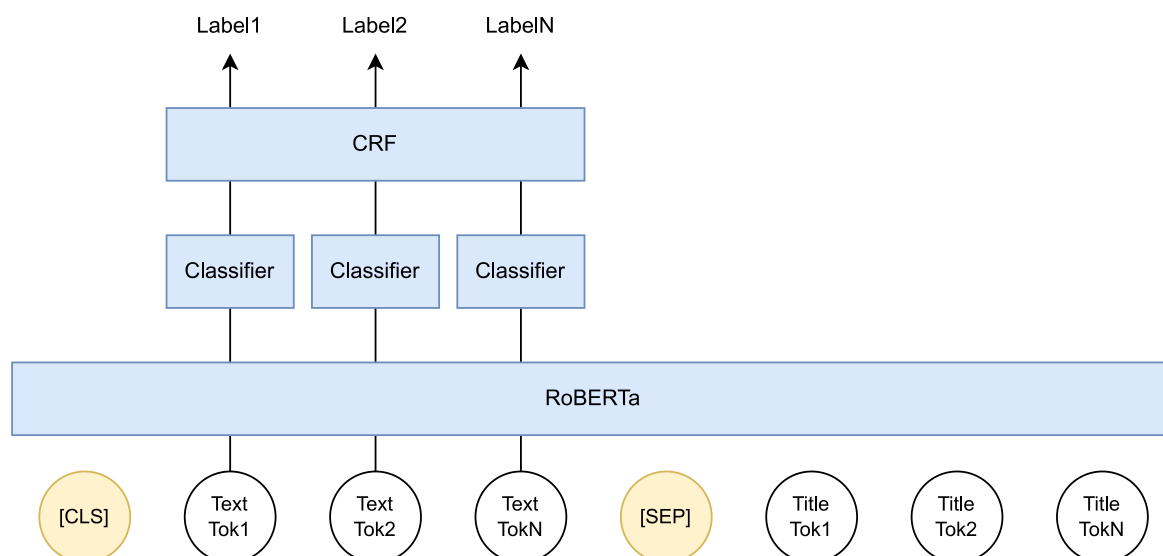 Label1 Label2 LabelN
CRF
Classifier Classifier Classifier
RoBERTa
[CLS] Text Tok1 Text Tok2 Text TokN [SEP] Title Tok1 Title Tok2 Title TokN